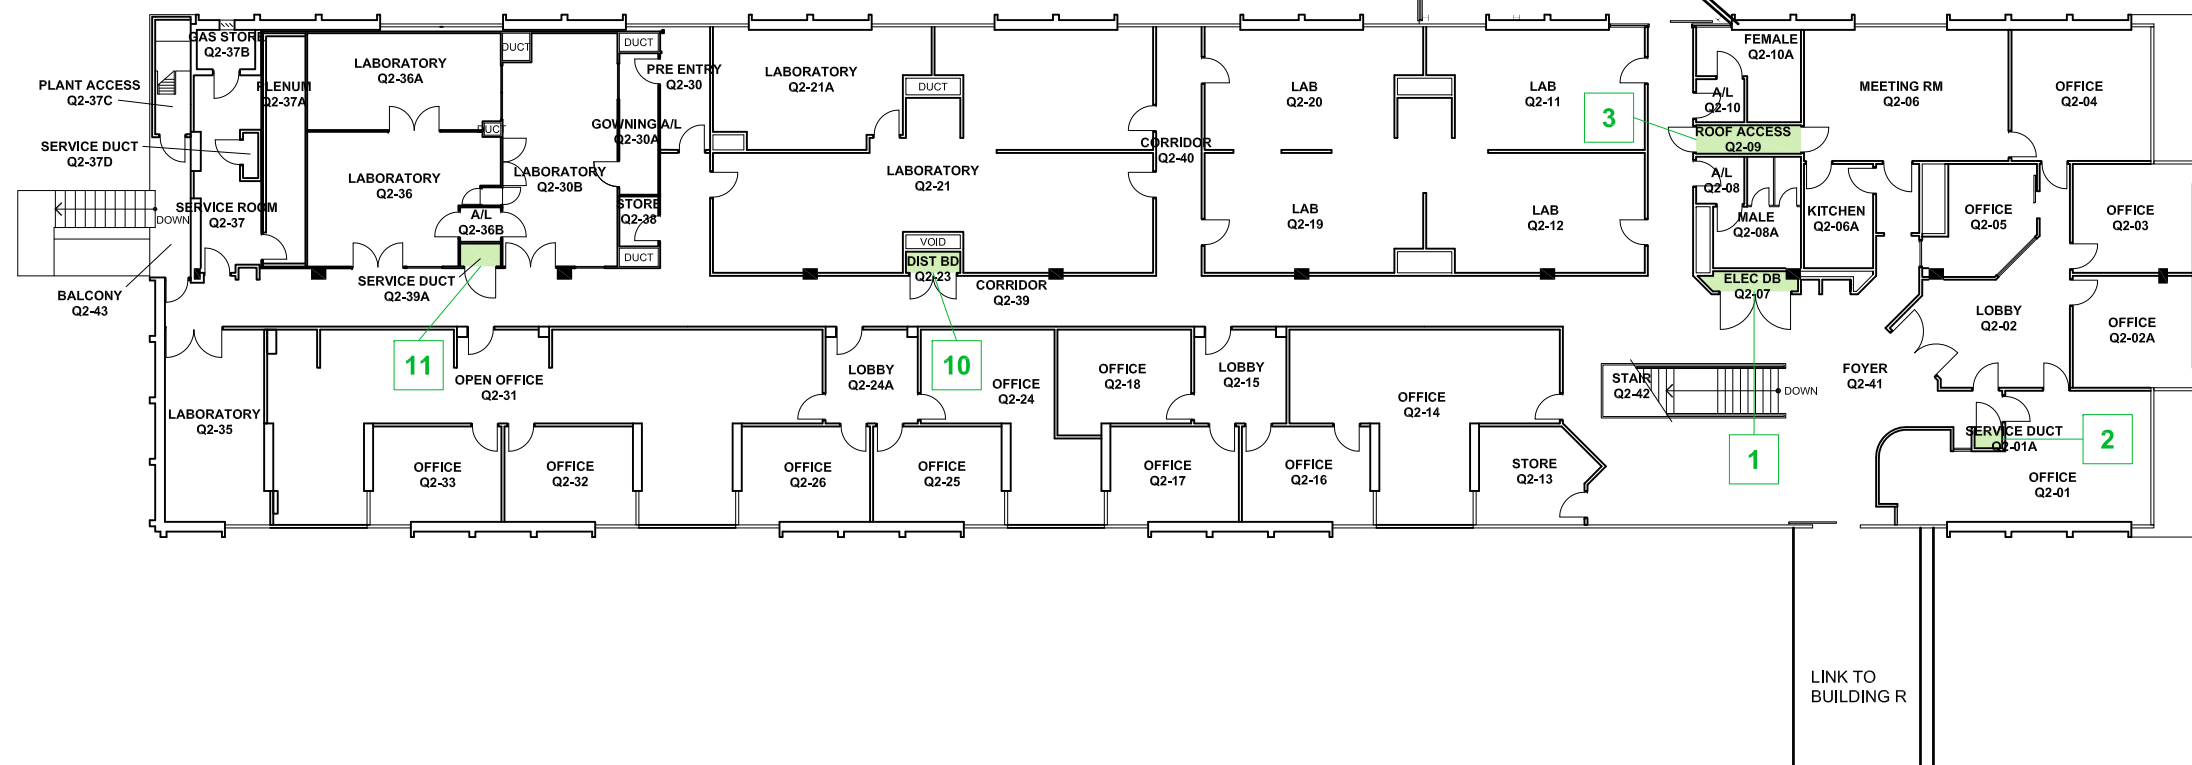 GAS STORE
Q2-37B
PLANT ACCESS
Q2-37C
SERVICE DUCT
Q2-37D
PLENUM
Q2-37A
LABORATORY
Q2-36A
DUCT
DUCT
LABORATORY
Q2-36
A/L
Q2-36B
SERVICE ROOM
Q2-37
DOWN
BALCONY
Q2-43
SERVICE DUCT
Q2-39A
11
LABORATORY
Q2-30B
GOWNING A/L
Q2-30A
DUCT
PRE ENTRY
Q2-30
STORE
Q2-38
DUCT
LABORATORY
Q2-21A
DUCT
LABORATORY
Q2-21
VOID
DIST BD
Q2-23
CORRIDOR
Q2-39
10
CORRIDOR
Q2-40
LAB
Q2-20
LAB
Q2-11
LAB
Q2-19
LAB
Q2-12
3
FEMALE
Q2-10A
A/L
Q2-10
ROOF ACCESS
Q2-09
A/L
Q2-08
MALE
Q2-08A
ELEC DB
Q2-07
1
MEETING RM
Q2-06
KITCHEN
Q2-06A
OFFICE
Q2-04
OFFICE
Q2-05
OFFICE
Q2-03
LOBBY
Q2-02
OFFICE
Q2-02A
FOYER
Q2-41
STAIR
Q2-42
DOWN
SERVICE DUCT
Q2-01A
2
OFFICE
Q2-01
LABORATORY
Q2-35
OPEN OFFICE
Q2-31
OFFICE
Q2-33
OFFICE
Q2-32
LOBBY
Q2-24A
OFFICE
Q2-24
OFFICE
Q2-26
OFFICE
Q2-25
OFFICE
Q2-18
LOBBY
Q2-15
OFFICE
Q2-17
OFFICE
Q2-16
OFFICE
Q2-14
STORE
Q2-13
LINK TO
BUILDING R